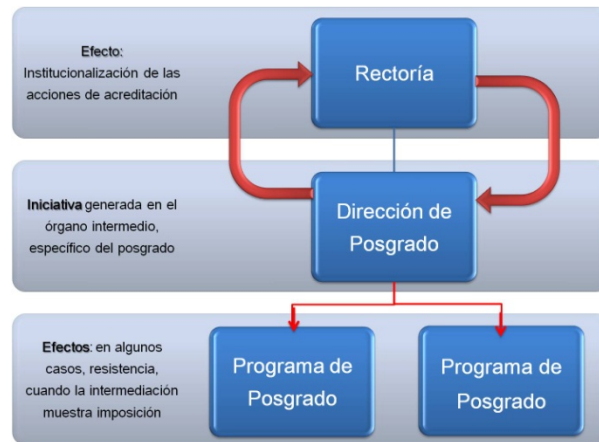 Efecto:
Institucionalización de las
acciones de acreditación
Rectoría
Iniciativa generada en el
órgano intermedio,
específico del posgrado
Dirección de
Posgrado
Efectos: en algunos
casos, resistencia,
cuando la intermediación
muestra imposición
Programa de
Posgrado
Programa de
Posgrado